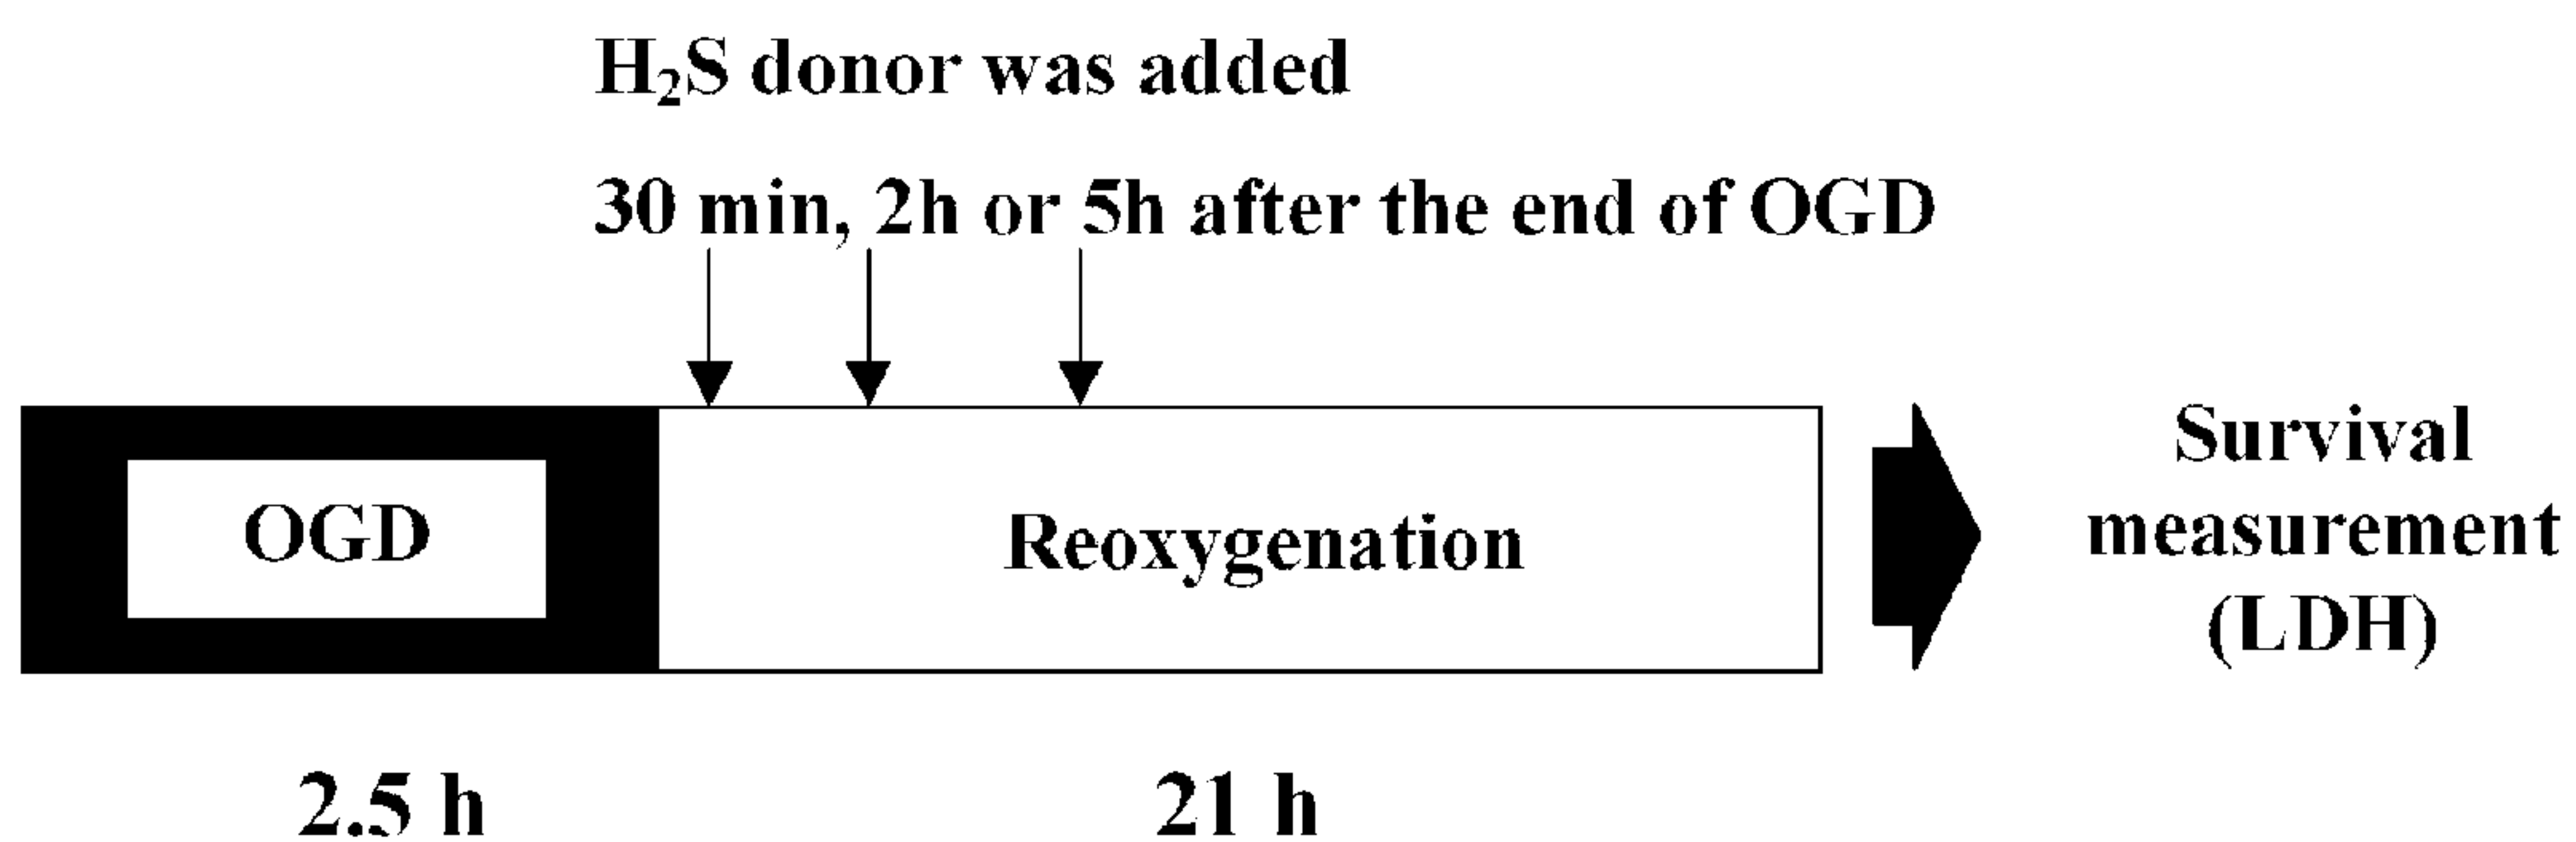 H₂S donor was added
30 min, 2h or 5h after the end of OGD
OGD
Reoxygenation
Survival
measurement
(LDH)
2.5 h
21 h